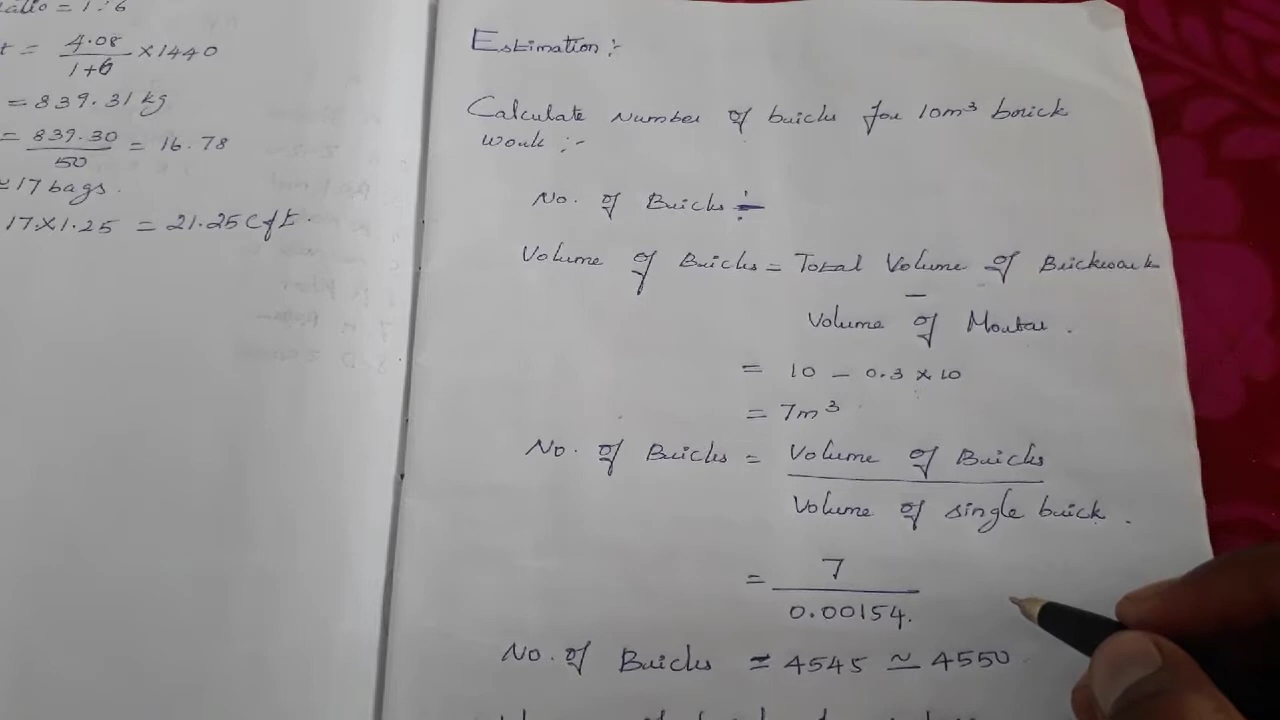 = 1:6
= 4.08 / 1+6 × 1440
= 839.31 kg
= 839.30 / 50 = 16.78
≃ 17 bags.
17 × 1.25 = 21.25 cft.
Estimation :-
Calculate Number of bricks for 10m³ brick
work :-
No. of Bricks :-
Volume of Bricks = Total Volume of Brickwork
–
Volume of Mortar.
= 10 – 0.3 × 10
= 7m³
No. of Bricks = Volume of Bricks
Volume of single brick.
= 7
0.00154.
No. of Bricks = 4545 ≃ 4550